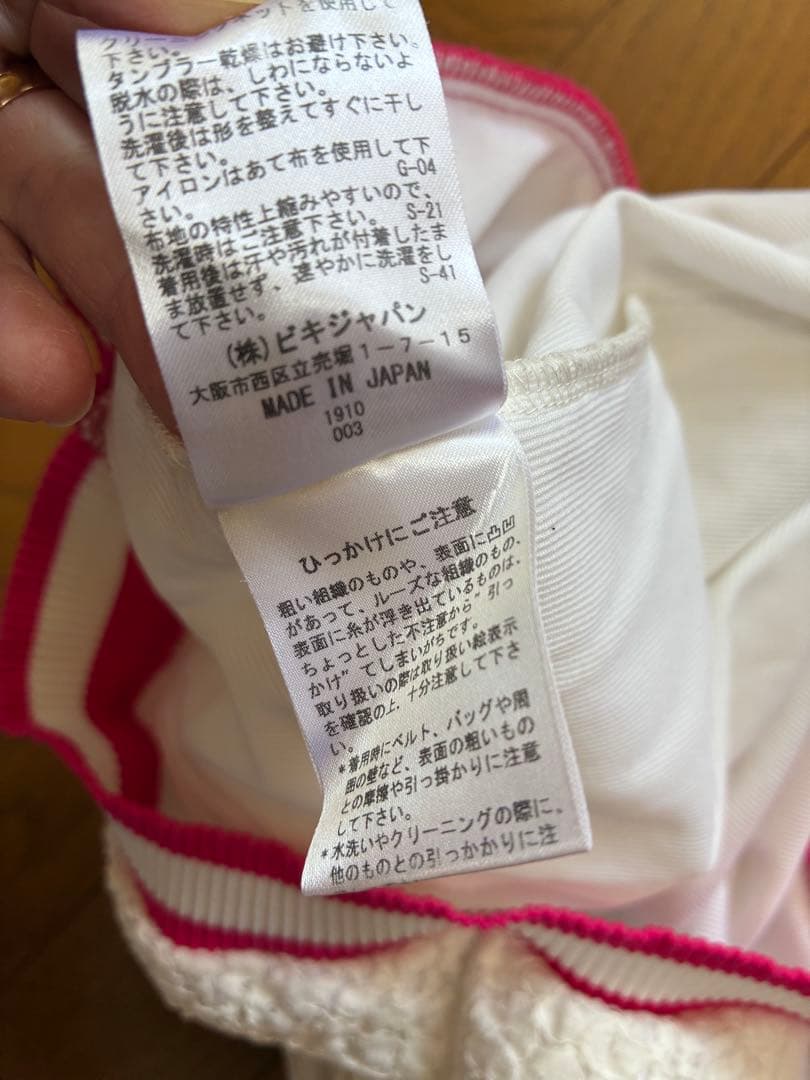 クリーニングネットを使用して
下さい。
タンブラー乾燥はお避け下さい。
脱水の際は、しわにならないよ
うに注意して下さい。
洗濯後は形を整えてすぐに干し
て下さい。
アイロンはあて布を使用して下
さい。 G-04
布地の特性上縮みやすいので、
洗濯時はご注意下さい。 S-21
着用後は汗や汚れが付着したま
ま放置せず、速やかに洗濯をし
て下さい。 S-41
(株)ビキジャパン
大阪市西区立売堀1-7-15
MADE IN JAPAN
1910
003
ひっかけにご注意
粗い組織のものや、表面に凸凹
があって、ルーズな組織のもの、
表面に糸が浮き出ているものは、
ちょっとした不注意から"引っ
かけ"てしまいがちです。
取り扱いの際は取り扱い絵表示
を確認の上、十分注意して下さ
い。
*着用時にベルト、バッグや周
囲の壁など、表面の粗いもの
との摩擦や引っ掛かりに注意
して下さい。
*水洗いやクリーニングの際に、
他のものとの引っかかりに注